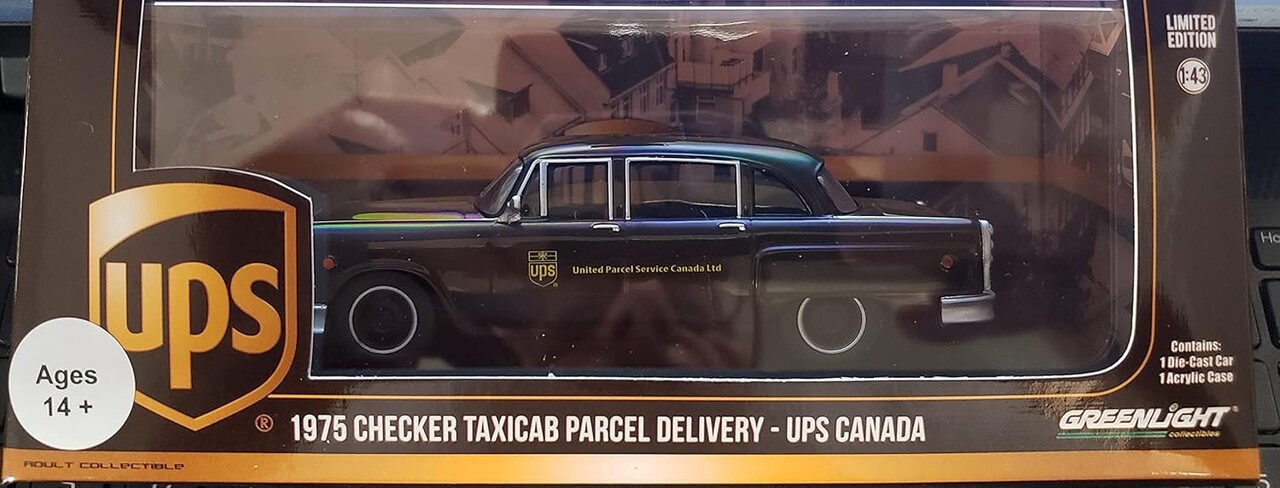 LIMITED
EDITION
1:43
ups
United Parcel Service Canada Ltd
ups
®
Ages
14 +
Contains:
1 Die-Cast Car
1 Acrylic Case
1975 CHECKER TAXICAB PARCEL DELIVERY - UPS CANADA
GREENLIGHT®
collectibles
ADULT COLLECTIBLE